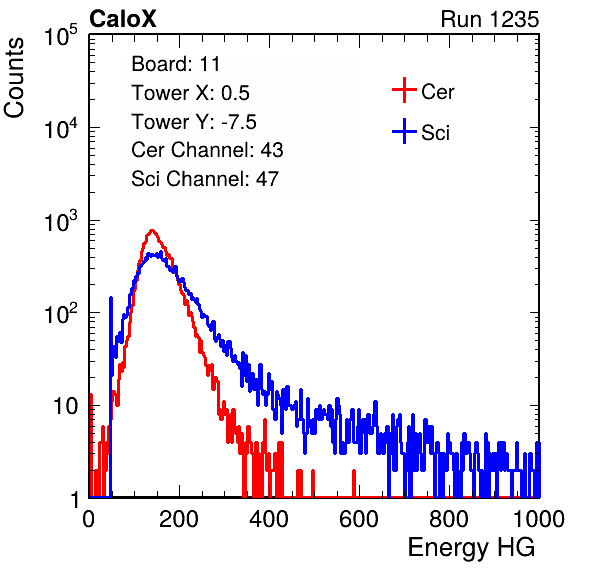 CaloX Run 1235
Counts
10^5
10^4
10^3
10^2
10
1
Board: 11
Tower X: 0.5
Tower Y: -7.5
Cer Channel: 43
Sci Channel: 47
Cer
Sci
0 200 400 600 800 1000
Energy HG